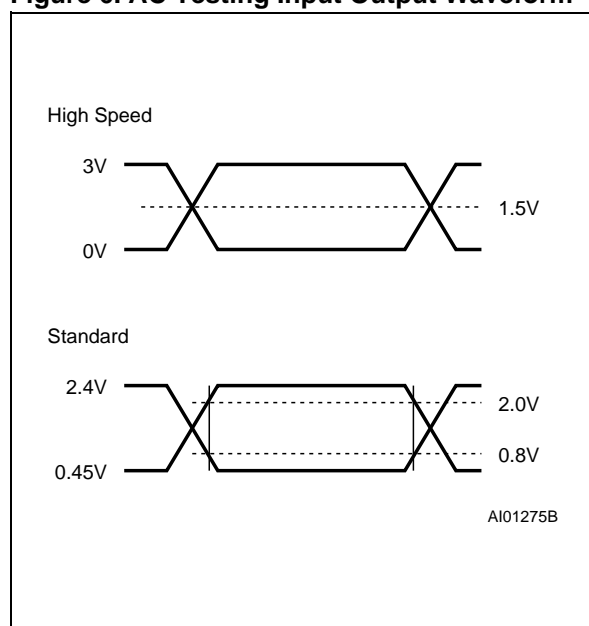 Figure AC Testing Input Output Waveform
High Speed
3V
1.5V
0V
Standard
2.4V
2.0V
0.8V
0.45V
AI01275B